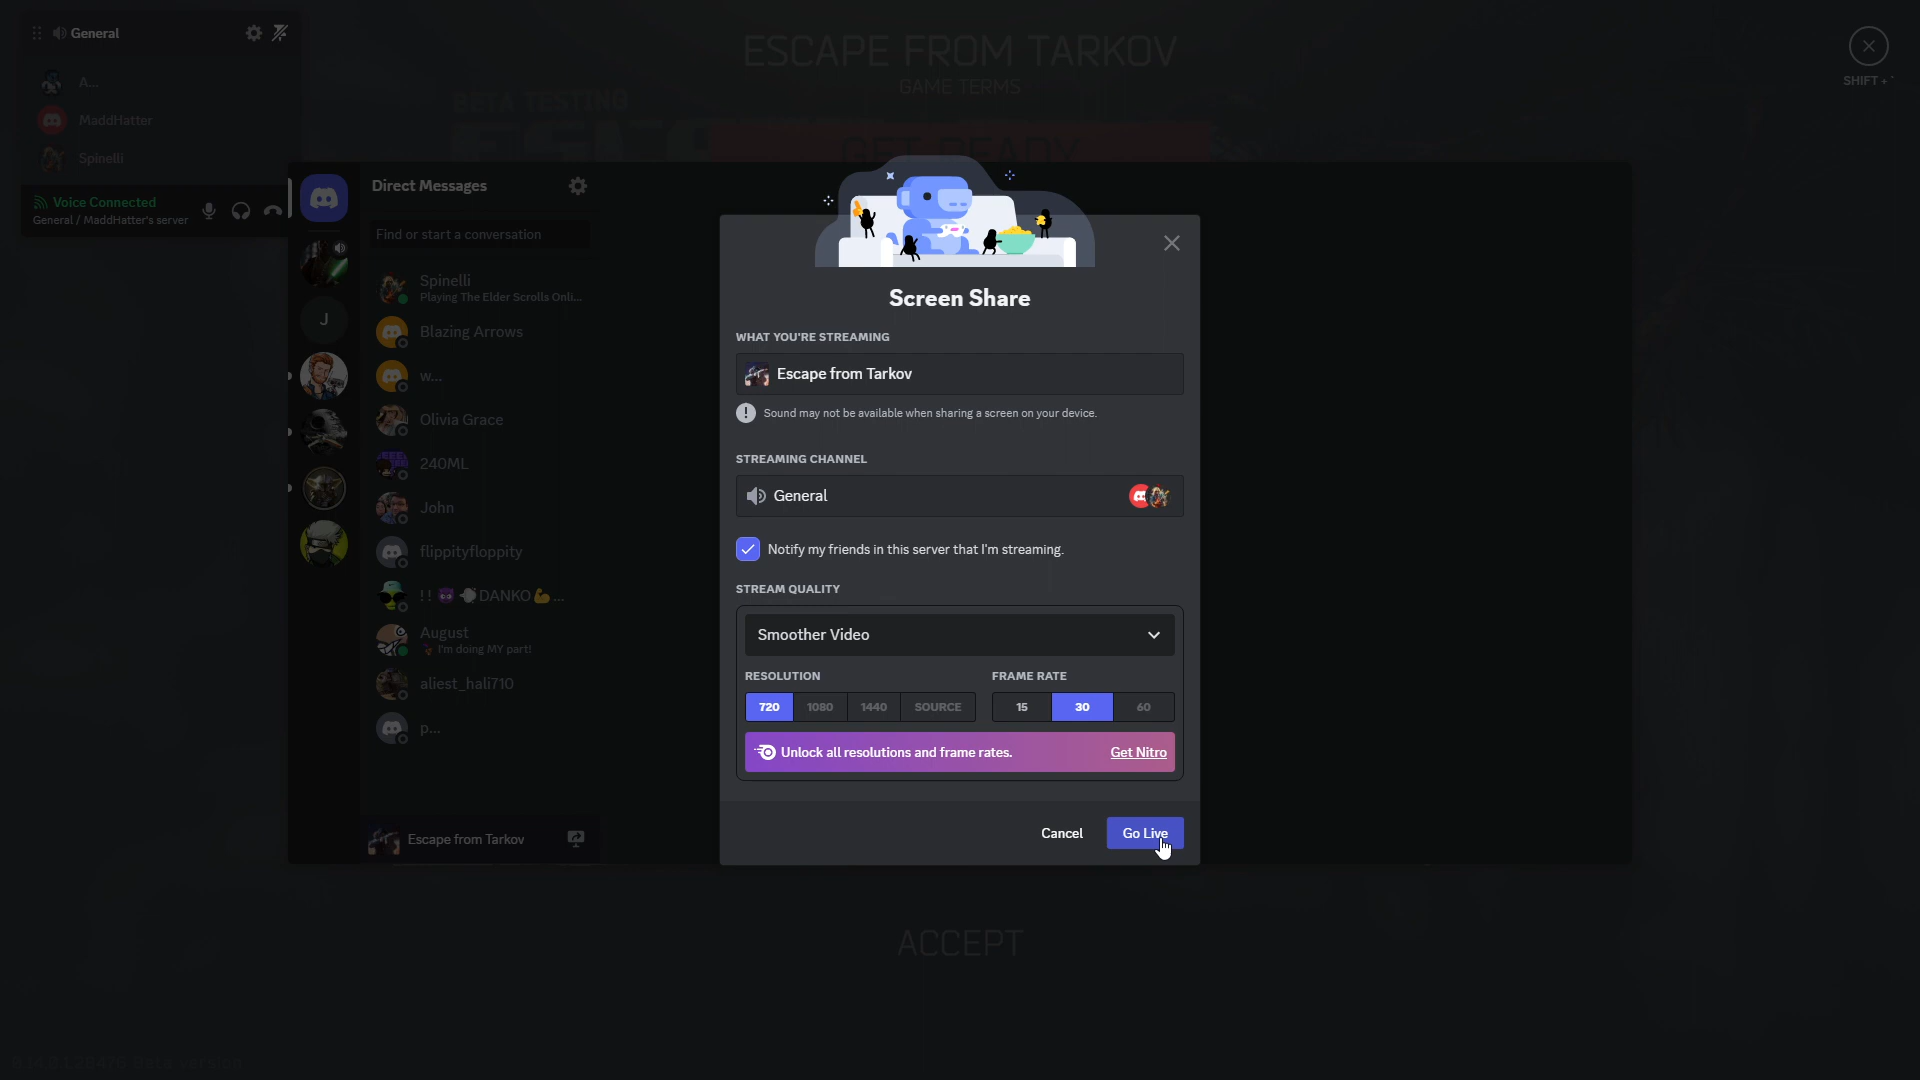 General
A...
MaddHatter
Spinelli
Voice Connected
General / MaddHatter's server
ESCAPE FROM TARKOV
GAME TERMS
BETA TESTING
GET READY
SHIFT + `
Direct Messages
Find or start a conversation
J
Spinelli
Playing The Elder Scrolls Onli...
Blazing Arrows
w...
Olivia Grace
240ML
John
flippityfloppity
!! 😈 💨DANKO💪...
August
I'm doing MY part!
aliest_hali710
p...
Escape from Tarkov
Screen Share
WHAT YOU'RE STREAMING
Escape from Tarkov
Sound may not be available when sharing a screen on your device.
STREAMING CHANNEL
General
Notify my friends in this server that I'm streaming.
STREAM QUALITY
Smoother Video
RESOLUTION
FRAME RATE
720 1080 1440 SOURCE
15 30 60
Unlock all resolutions and frame rates. Get Nitro
Cancel
Go Live
ACCEPT